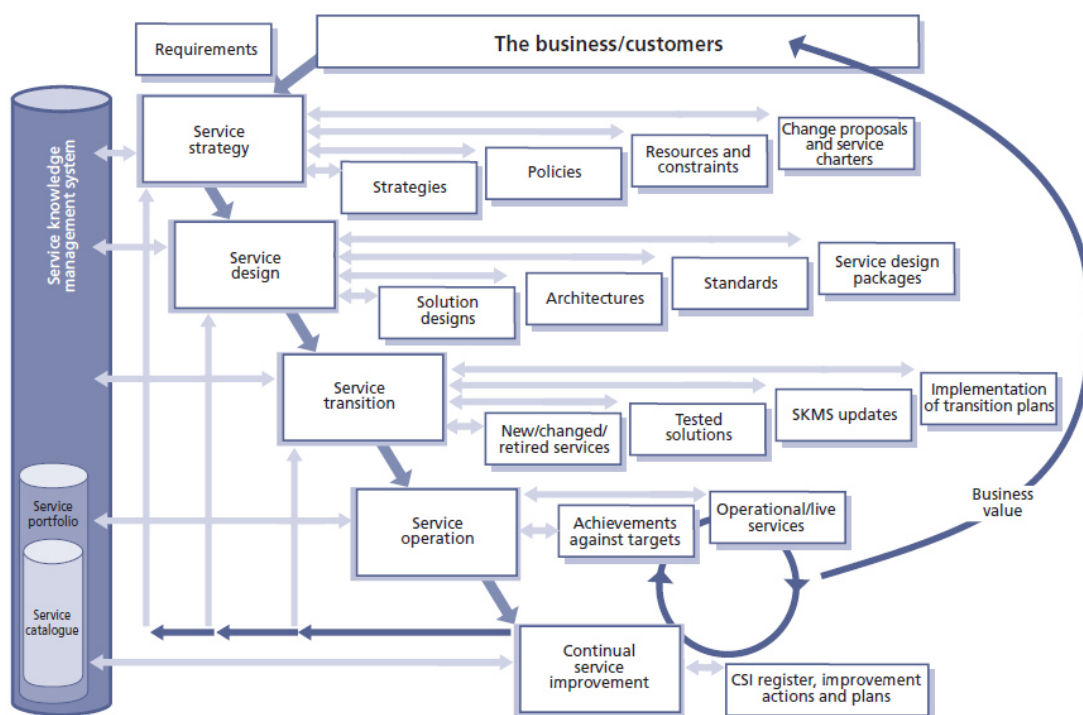 Requirements
The business/customers
Service knowledge
management system
Service
strategy
Strategies
Policies
Resources and
constraints
Change proposals
and service
charters
Service
design
Solution
designs
Architectures
Standards
Service design
packages
Service
transition
New/changed/
retired services
Tested
solutions
SKMS updates
Implementation
of transition plans
Service
portfolio
Service
catalogue
Service
operation
Achievements
against targets
Operational/live
services
Business
value
Continual
service
improvement
CSI register, improvement
actions and plans